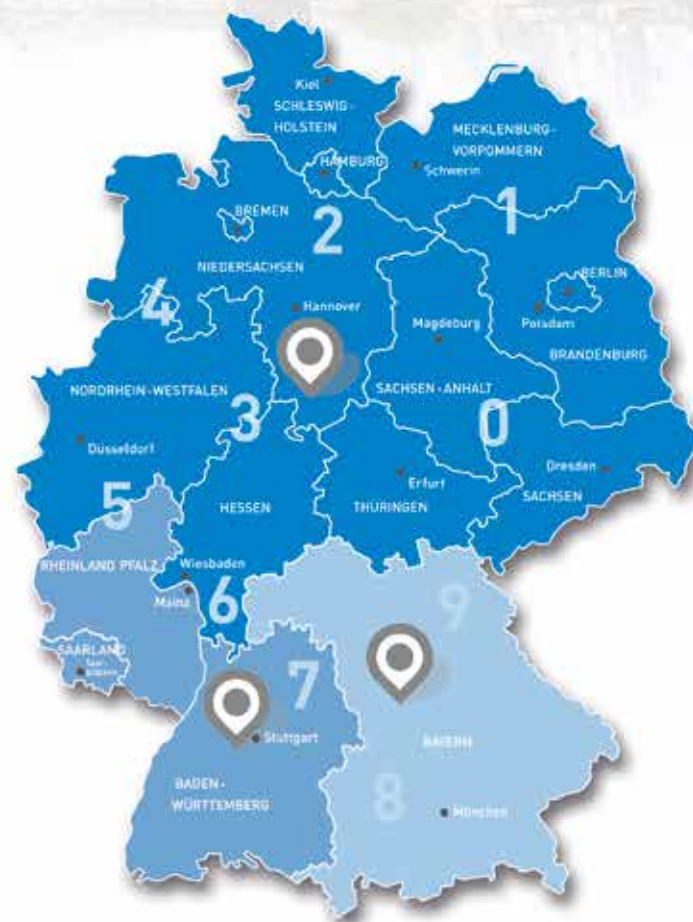 Kiel
SCHLESWIG-
HOLSTEIN
MECKLENBURG-
VORPOMMERN
HAMBURG
Schwerin
1
BREMEN
2
NIEDERSACHSEN
BERLIN
4
Hannover
Potsdam
Magdeburg
BRANDENBURG
NORDRHEIN-WESTFALEN
SACHSEN-ANHALT
3
0
Düsseldorf
Dresden
Erfurt
5
HESSEN
THÜRINGEN
SACHSEN
RHEINLAND PFALZ
Wiesbaden
Mainz
6
9
SAARLAND
7
Stuttgart
BAIERN
BADEN-
WÜRTTEMBERG
8
München